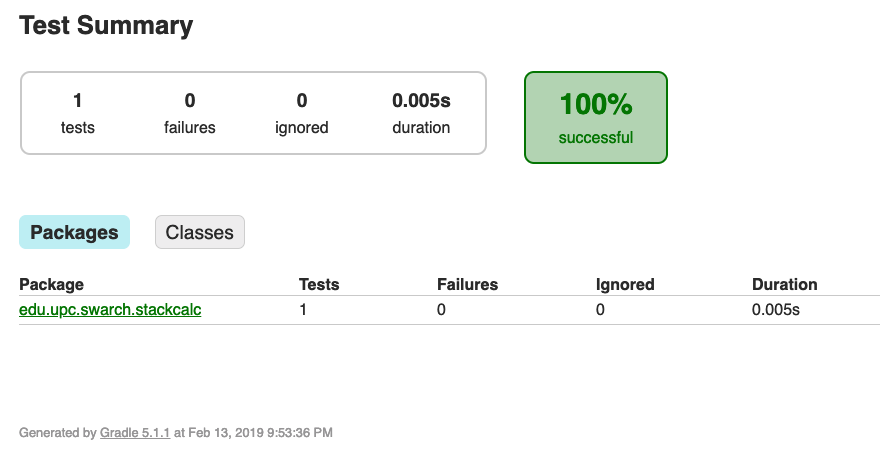 Test Summary
1 0 0 0.005s
tests failures ignored duration
100%
successful
Packages Classes
Package Tests Failures Ignored Duration
edu.upc.swarch.stackcalc 1 0 0 0.005s
Generated by Gradle 5.1.1 at Feb 13, 2019 9:53:36 PM